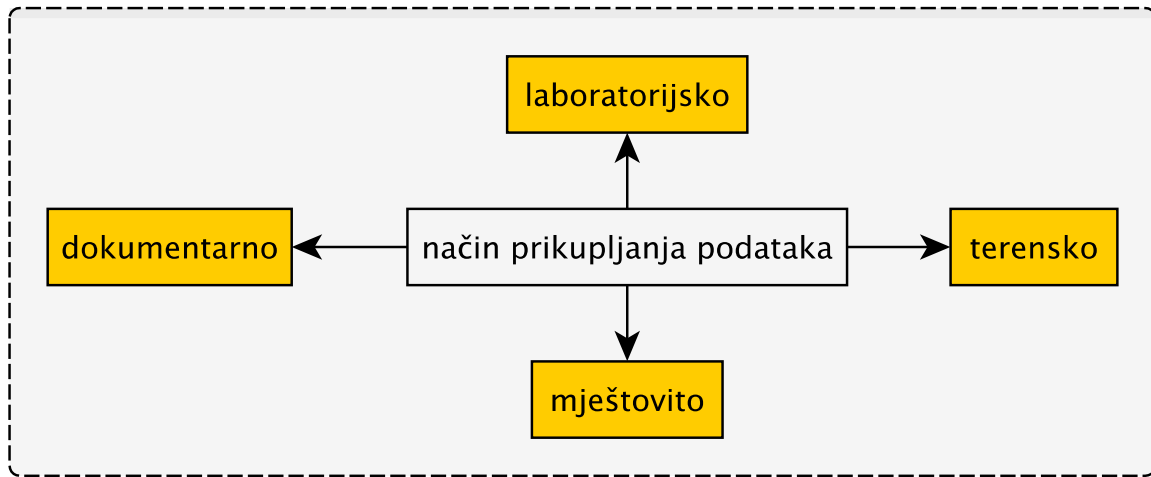 laboratorijsko
dokumentarno
način prikupljanja podataka
terensko
mještovito